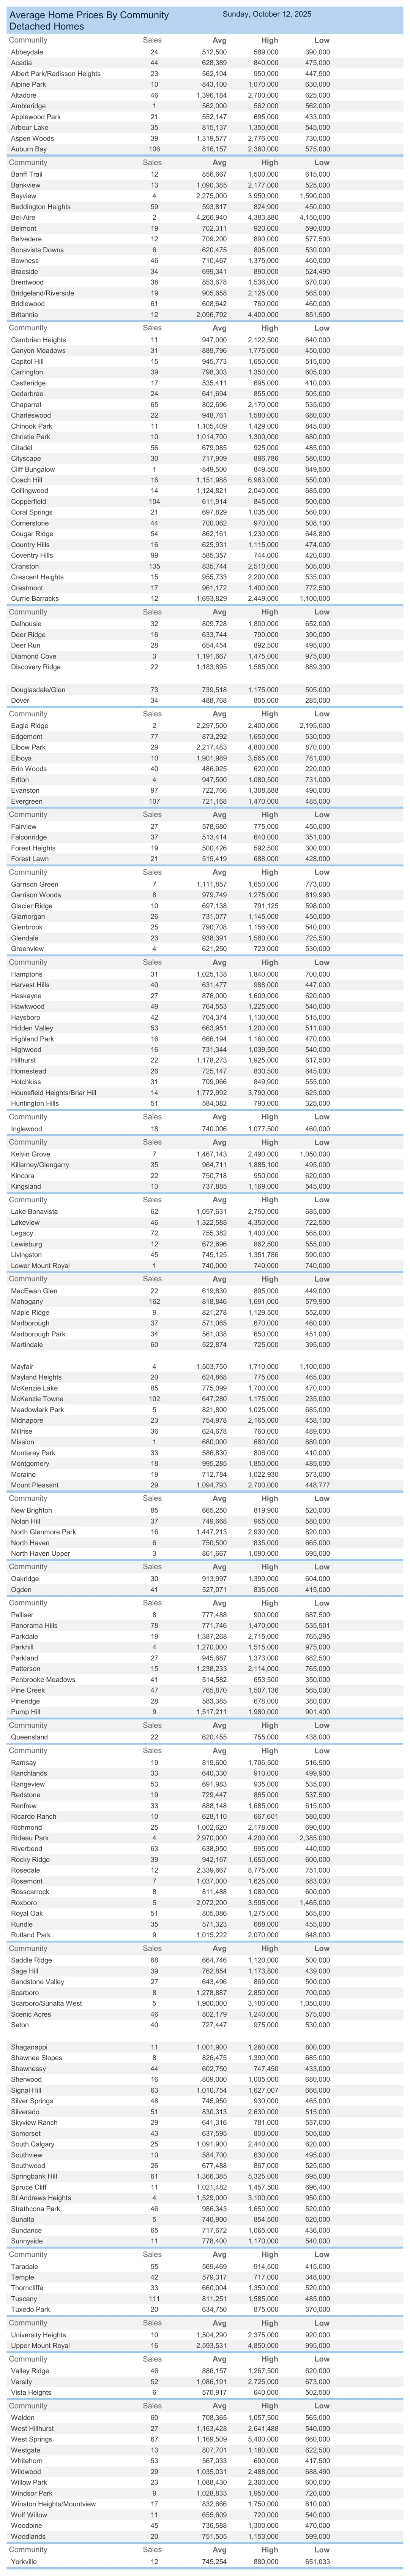 Average Home Prices By Community Sunday, October 12, 2025
Detached Homes
Community Sales Avg High Low
Abbeydale 24 512,500 589,000 390,000
Acadia 44 628,389 840,000 475,000
Albert Park/Radisson Heights 23 562,104 950,000 447,500
Alpine Park 10 843,100 1,070,000 630,000
Altadore 46 1,396,184 2,700,000 625,000
Ambleridge 1 562,000 562,000 562,000
Applewood Park 21 552,147 695,000 433,000
Arbour Lake 35 815,137 1,350,000 545,000
Aspen Woods 39 1,319,577 2,776,000 730,000
Auburn Bay 106 816,157 2,360,000 575,000
Community Sales Avg High Low
Banff Trail 12 856,667 1,500,000 615,000
Bankview 13 1,090,385 2,177,000 525,000
Bayview 4 2,275,000 3,950,000 1,590,000
Beddington Heights 59 593,817 824,900 450,000
Bel-Aire 2 4,266,940 4,383,880 4,150,000
Belmont 19 702,311 920,000 590,000
Belvedere 12 709,200 890,000 577,500
Bonavista Downs 6 620,475 805,000 530,000
Bowness 46 710,467 1,375,000 460,000
Braeside 34 699,341 890,000 524,490
Brentwood 38 853,678 1,536,000 670,000
Bridgeland/Riverside 19 905,658 2,125,000 565,000
Bridlewood 61 608,642 760,000 460,000
Britannia 12 2,096,792 4,400,000 851,500
Community Sales Avg High Low
Cambrian Heights 11 947,000 2,122,500 640,000
Canyon Meadows 31 889,796 1,775,000 450,000
Capitol Hill 15 945,773 1,650,000 515,000
Carrington 39 798,303 1,350,000 605,000
Castleridge 17 535,411 695,000 410,000
Cedarbrae 24 641,694 855,000 505,000
Chaparral 65 802,696 2,170,000 535,000
Charleswood 22 948,761 1,580,000 680,000
Chinook Park 11 1,105,409 1,429,000 845,000
Christie Park 10 1,014,700 1,300,000 680,000
Citadel 56 679,085 927,000 485,000
Cityscape 30 717,909 886,786 580,000
Cliff Bungalow 1 849,500 849,500 849,500
Coach Hill 16 1,151,988 6,963,000 550,000
Collingwood 14 1,124,821 2,040,000 685,000
Copperfield 104 611,914 845,000 500,000
Coral Springs 21 697,829 1,035,000 560,000
Cornerstone 44 700,062 970,000 508,100
Cougar Ridge 54 862,161 1,230,000 648,800
Country Hills 16 625,931 1,115,000 474,000
Coventry Hills 99 585,357 744,000 420,000
Cranston 135 835,744 2,510,000 505,000
Crescent Heights 15 955,733 2,200,000 535,000
Crestmont 17 961,172 1,400,000 772,500
Currie Barracks 12 1,693,829 2,449,000 1,100,000
Community Sales Avg High Low
Dalhousie 32 809,728 1,800,000 652,000
Deer Ridge 16 633,744 790,000 390,000
Deer Run 28 654,454 892,500 495,000
Diamond Cove 3 1,191,667 1,475,000 975,000
Discovery Ridge 22 1,183,895 1,585,000 889,300
Douglasdale/Glen 73 739,518 1,175,000 505,000
Dover 34 488,768 805,000 285,000
Community Sales Avg High Low
Eagle Ridge 2 2,297,500 2,400,000 2,195,000
Edgemont 77 873,292 1,650,000 530,000
Elbow Park 29 2,217,483 4,800,000 870,000
Elboya 10 1,901,989 3,565,000 781,000
Erin Woods 40 486,925 620,000 220,000
Erlton 4 947,500 1,080,500 731,000
Evanston 97 722,766 1,308,888 490,000
Evergreen 107 721,168 1,470,000 485,000
Community Sales Avg High Low
Fairview 27 578,680 775,000 450,000
Falconridge 37 513,414 640,000 351,000
Forest Heights 19 500,426 592,500 300,000
Forest Lawn 21 515,419 688,000 428,000
Community Sales Avg High Low
Garrison Green 7 1,111,857 1,650,000 773,000
Garrison Woods 8 979,749 1,275,000 819,990
Glacier Ridge 10 697,138 791,125 598,000
Glamorgan 26 731,077 1,145,000 450,000
Glenbrook 25 790,708 1,156,000 540,000
Glendale 23 938,391 1,580,000 725,500
Greenview 4 621,250 720,000 530,000
Community Sales Avg High Low
Hamptons 31 1,025,138 1,840,000 700,000
Harvest Hills 40 631,477 988,000 447,000
Haskayne 27 876,000 1,600,000 620,000
Hawkwood 49 764,553 1,225,000 540,000
Haysboro 42 704,374 1,130,000 515,000
Hidden Valley 53 663,951 1,200,000 511,000
Highland Park 16 666,194 1,160,000 470,000
Highwood 16 731,344 1,039,500 540,000
Hillhurst 22 1,178,273 1,925,000 617,500
Homestead 26 725,147 830,500 645,000
Hotchkiss 31 709,966 849,900 555,000
Hounsfield Heights/Briar Hill 14 1,772,992 3,790,000 625,000
Huntington Hills 51 584,082 790,000 325,000
Community Sales Avg High Low
Inglewood 18 740,006 1,077,500 460,000
Community Sales Avg High Low
Kelvin Grove 7 1,467,143 2,490,000 1,050,000
Killarney/Glengarry 35 964,711 1,885,100 495,000
Kincora 22 750,718 950,000 620,000
Kingsland 13 737,885 1,169,000 545,000
Community Sales Avg High Low
Lake Bonavista 62 1,057,631 2,750,000 685,000
Lakeview 46 1,322,588 4,350,000 722,500
Legacy 72 755,382 1,400,000 565,000
Lewisburg 12 672,696 862,500 555,000
Livingston 45 745,125 1,351,786 590,000
Lower Mount Royal 1 740,000 740,000 740,000
Community Sales Avg High Low
MacEwan Glen 22 619,830 805,000 449,000
Mahogany 162 818,846 1,691,000 579,900
Maple Ridge 9 821,278 1,129,500 552,000
Marlborough 37 571,065 670,000 460,000
Marlborough Park 34 561,038 650,000 451,000
Martindale 60 522,874 725,000 395,000
Mayfair 4 1,503,750 1,710,000 1,100,000
Mayland Heights 20 624,868 775,000 465,000
McKenzie Lake 85 775,099 1,700,000 470,000
McKenzie Towne 102 647,280 1,175,000 235,000
Meadowlark Park 5 821,800 1,025,000 685,000
Midnapore 23 754,978 2,165,000 458,100
Millrise 36 624,678 760,000 489,000
Mission 1 680,000 680,000 680,000
Monterey Park 33 586,830 806,000 410,000
Montgomery 18 995,285 1,850,000 485,000
Moraine 19 712,784 1,022,930 573,000
Mount Pleasant 29 1,094,793 2,700,000 448,777
Community Sales Avg High Low
New Brighton 85 665,250 819,900 520,000
Nolan Hill 37 749,668 965,000 580,000
North Glenmore Park 16 1,447,213 2,930,000 820,000
North Haven 6 750,500 835,000 665,000
North Haven Upper 3 861,667 1,090,000 695,000
Community Sales Avg High Low
Oakridge 30 913,997 1,390,000 604,000
Ogden 41 527,071 835,000 415,000
Community Sales Avg High Low
Palliser 8 777,488 900,000 687,500
Panorama Hills 78 771,746 1,470,000 535,501
Parkdale 19 1,387,268 2,715,000 765,295
Parkhill 4 1,270,000 1,515,000 975,000
Parkland 27 945,687 1,373,000 682,500
Patterson 15 1,238,233 2,114,000 765,000
Penbrooke Meadows 41 514,582 653,500 350,000
Pine Creek 47 765,870 1,507,136 565,000
Pineridge 28 583,385 678,000 380,000
Pump Hill 9 1,517,211 1,980,000 901,400
Community Sales Avg High Low
Queensland 22 620,455 755,000 438,000
Community Sales Avg High Low
Ramsay 19 819,600 1,706,500 516,500
Ranchlands 33 640,330 910,000 499,900
Rangeview 53 691,983 935,000 535,000
Redstone 19 729,447 865,000 537,500
Renfrew 33 888,148 1,685,000 615,000
Ricardo Ranch 10 628,110 667,601 580,000
Richmond 25 1,002,620 2,178,000 690,000
Rideau Park 4 2,970,000 4,200,000 2,385,000
Riverbend 63 638,950 995,000 440,000
Rocky Ridge 39 942,167 1,650,000 600,000
Rosedale 12 2,339,667 8,775,000 751,000
Rosemont 7 1,037,000 1,625,000 683,000
Rosscarrock 8 811,488 1,080,000 600,000
Roxboro 5 2,072,200 3,595,000 1,465,000
Royal Oak 51 805,086 1,275,000 565,000
Rundle 35 571,323 688,000 455,000
Rutland Park 9 1,015,222 2,070,000 648,000
Community Sales Avg High Low
Saddle Ridge 68 664,746 1,120,000 500,000
Sage Hill 39 762,854 1,173,800 439,000
Sandstone Valley 27 643,496 869,000 500,000
Scarboro 8 1,278,887 2,850,000 700,000
Scarboro/Sunalta West 5 1,900,000 3,100,000 1,050,000
Scenic Acres 46 802,179 1,240,000 575,000
Seton 40 727,447 975,000 530,000
Shaganappi 11 1,001,900 1,260,000 800,000
Shawnee Slopes 8 826,475 1,390,000 685,000
Shawnessy 44 602,750 747,450 433,000
Sherwood 16 809,000 1,005,000 680,000
Signal Hill 63 1,010,754 1,627,007 666,000
Silver Springs 48 745,950 930,000 465,000
Silverado 51 830,313 2,630,000 515,000
Skyview Ranch 29 641,316 781,000 537,000
Somerset 43 637,595 800,000 505,000
South Calgary 25 1,091,900 2,440,000 620,000
Southview 10 584,700 630,000 495,000
Southwood 26 677,488 867,000 525,000
Springbank Hill 61 1,366,385 5,325,000 695,000
Spruce Cliff 11 1,021,482 1,457,500 696,400
St Andrews Heights 4 1,529,000 3,100,000 950,000
Strathcona Park 46 986,343 1,650,000 520,000
Sunalta 5 740,900 854,500 620,000
Sundance 65 717,672 1,065,000 436,000
Sunnyside 11 778,400 1,170,000 540,000
Community Sales Avg High Low
Taradale 55 569,469 914,500 415,000
Temple 42 579,317 717,000 348,000
Thorncliffe 33 660,004 1,350,000 520,000
Tuscany 111 811,251 1,585,000 485,000
Tuxedo Park 20 634,750 875,000 370,000
Community Sales Avg High Low
University Heights 10 1,504,290 2,375,000 920,000
Upper Mount Royal 16 2,593,531 4,850,000 995,000
Community Sales Avg High Low
Valley Ridge 46 886,157 1,267,500 620,000
Varsity 52 1,086,191 2,725,000 673,000
Vista Heights 6 570,917 640,000 502,500
Community Sales Avg High Low
Walden 60 708,365 1,057,500 565,000
West Hillhurst 27 1,163,428 2,641,488 540,000
West Springs 67 1,169,509 5,400,000 660,000
Westgate 13 807,701 1,180,000 622,500
Whitehorn 53 567,033 690,000 417,500
Wildwood 29 1,035,031 2,488,000 688,490
Willow Park 23 1,088,430 2,300,000 600,000
Windsor Park 9 1,028,833 1,950,000 720,000
Winston Heights/Mountview 17 832,666 1,750,000 610,000
Wolf Willow 11 655,609 720,000 540,000
Woodbine 45 736,588 1,300,000 470,000
Woodlands 20 751,505 1,153,000 599,000
Community Sales Avg High Low
Yorkville 12 745,254 880,000 651,033